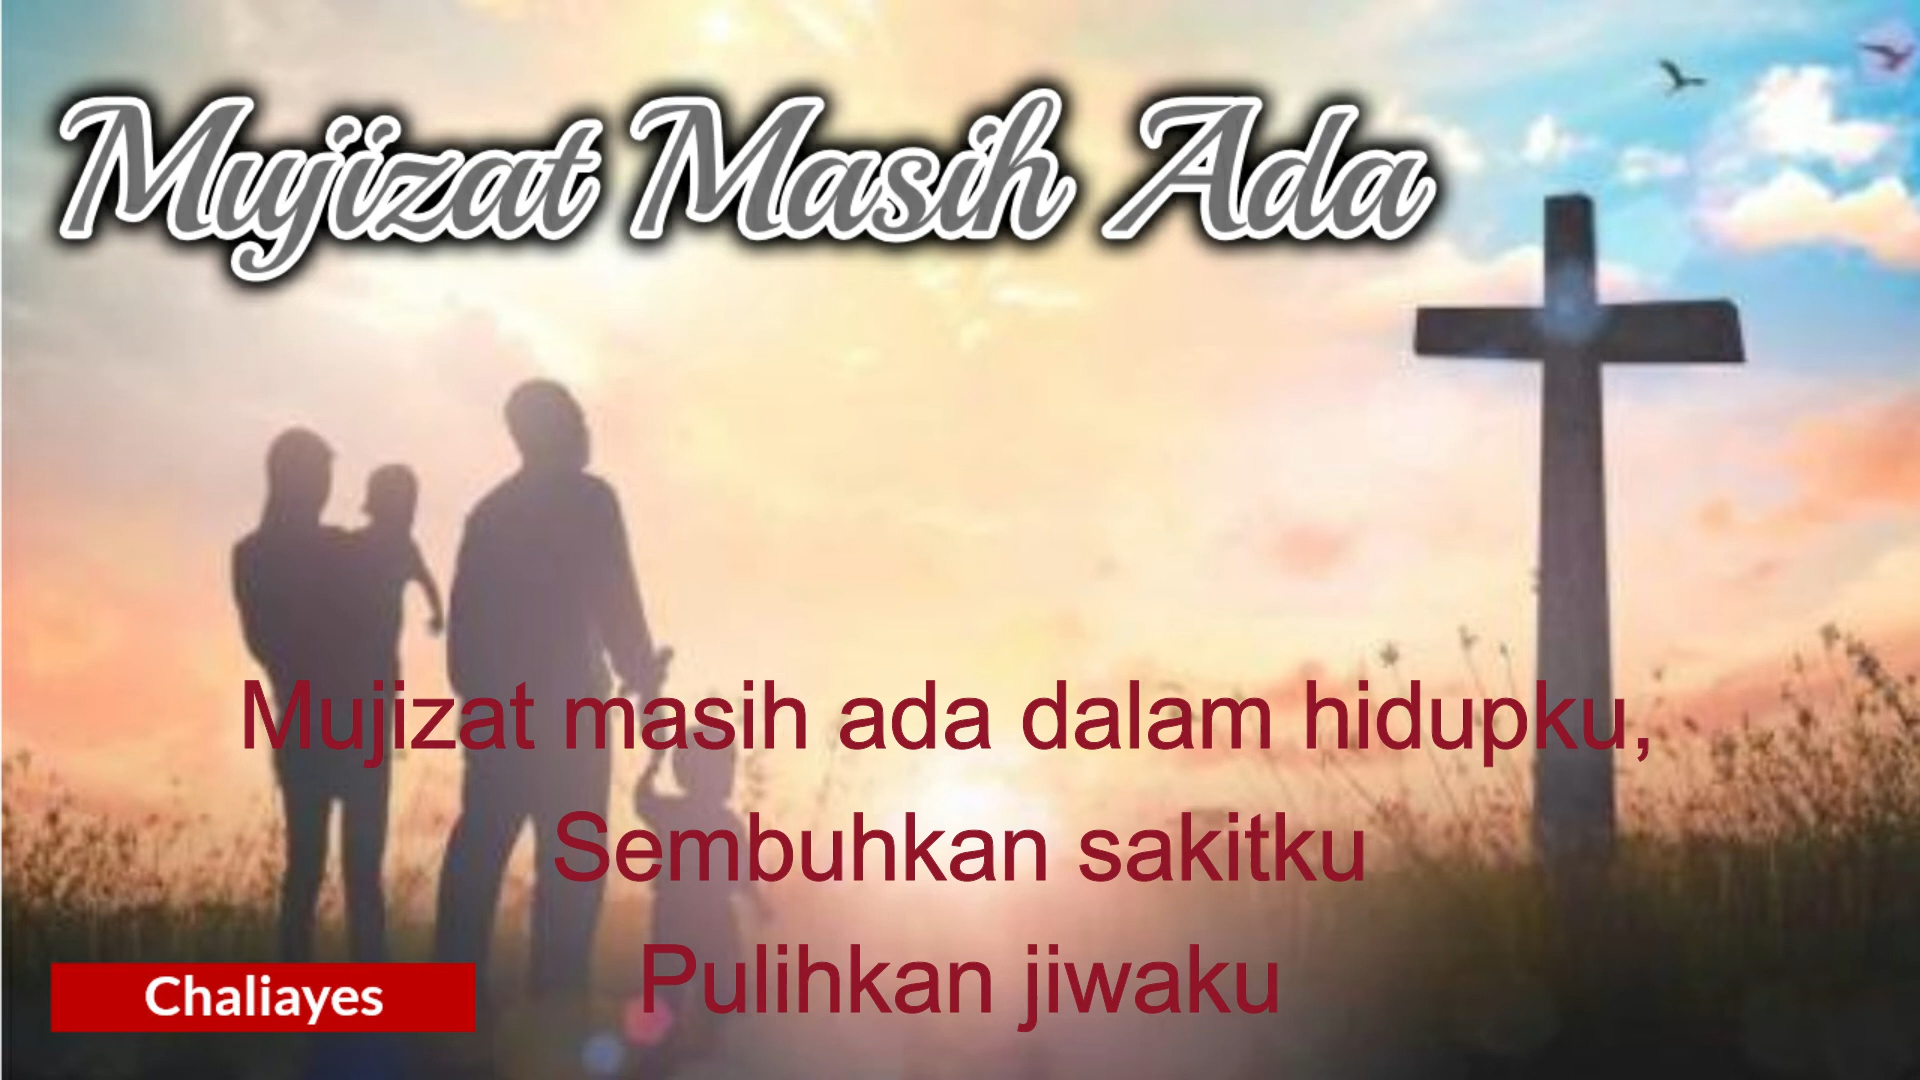 Mujizat Masih Ada
Mujizat masih ada dalam hidupku,
Sembuhkan sakitku
Pulihkan jiwaku
Chaliayes